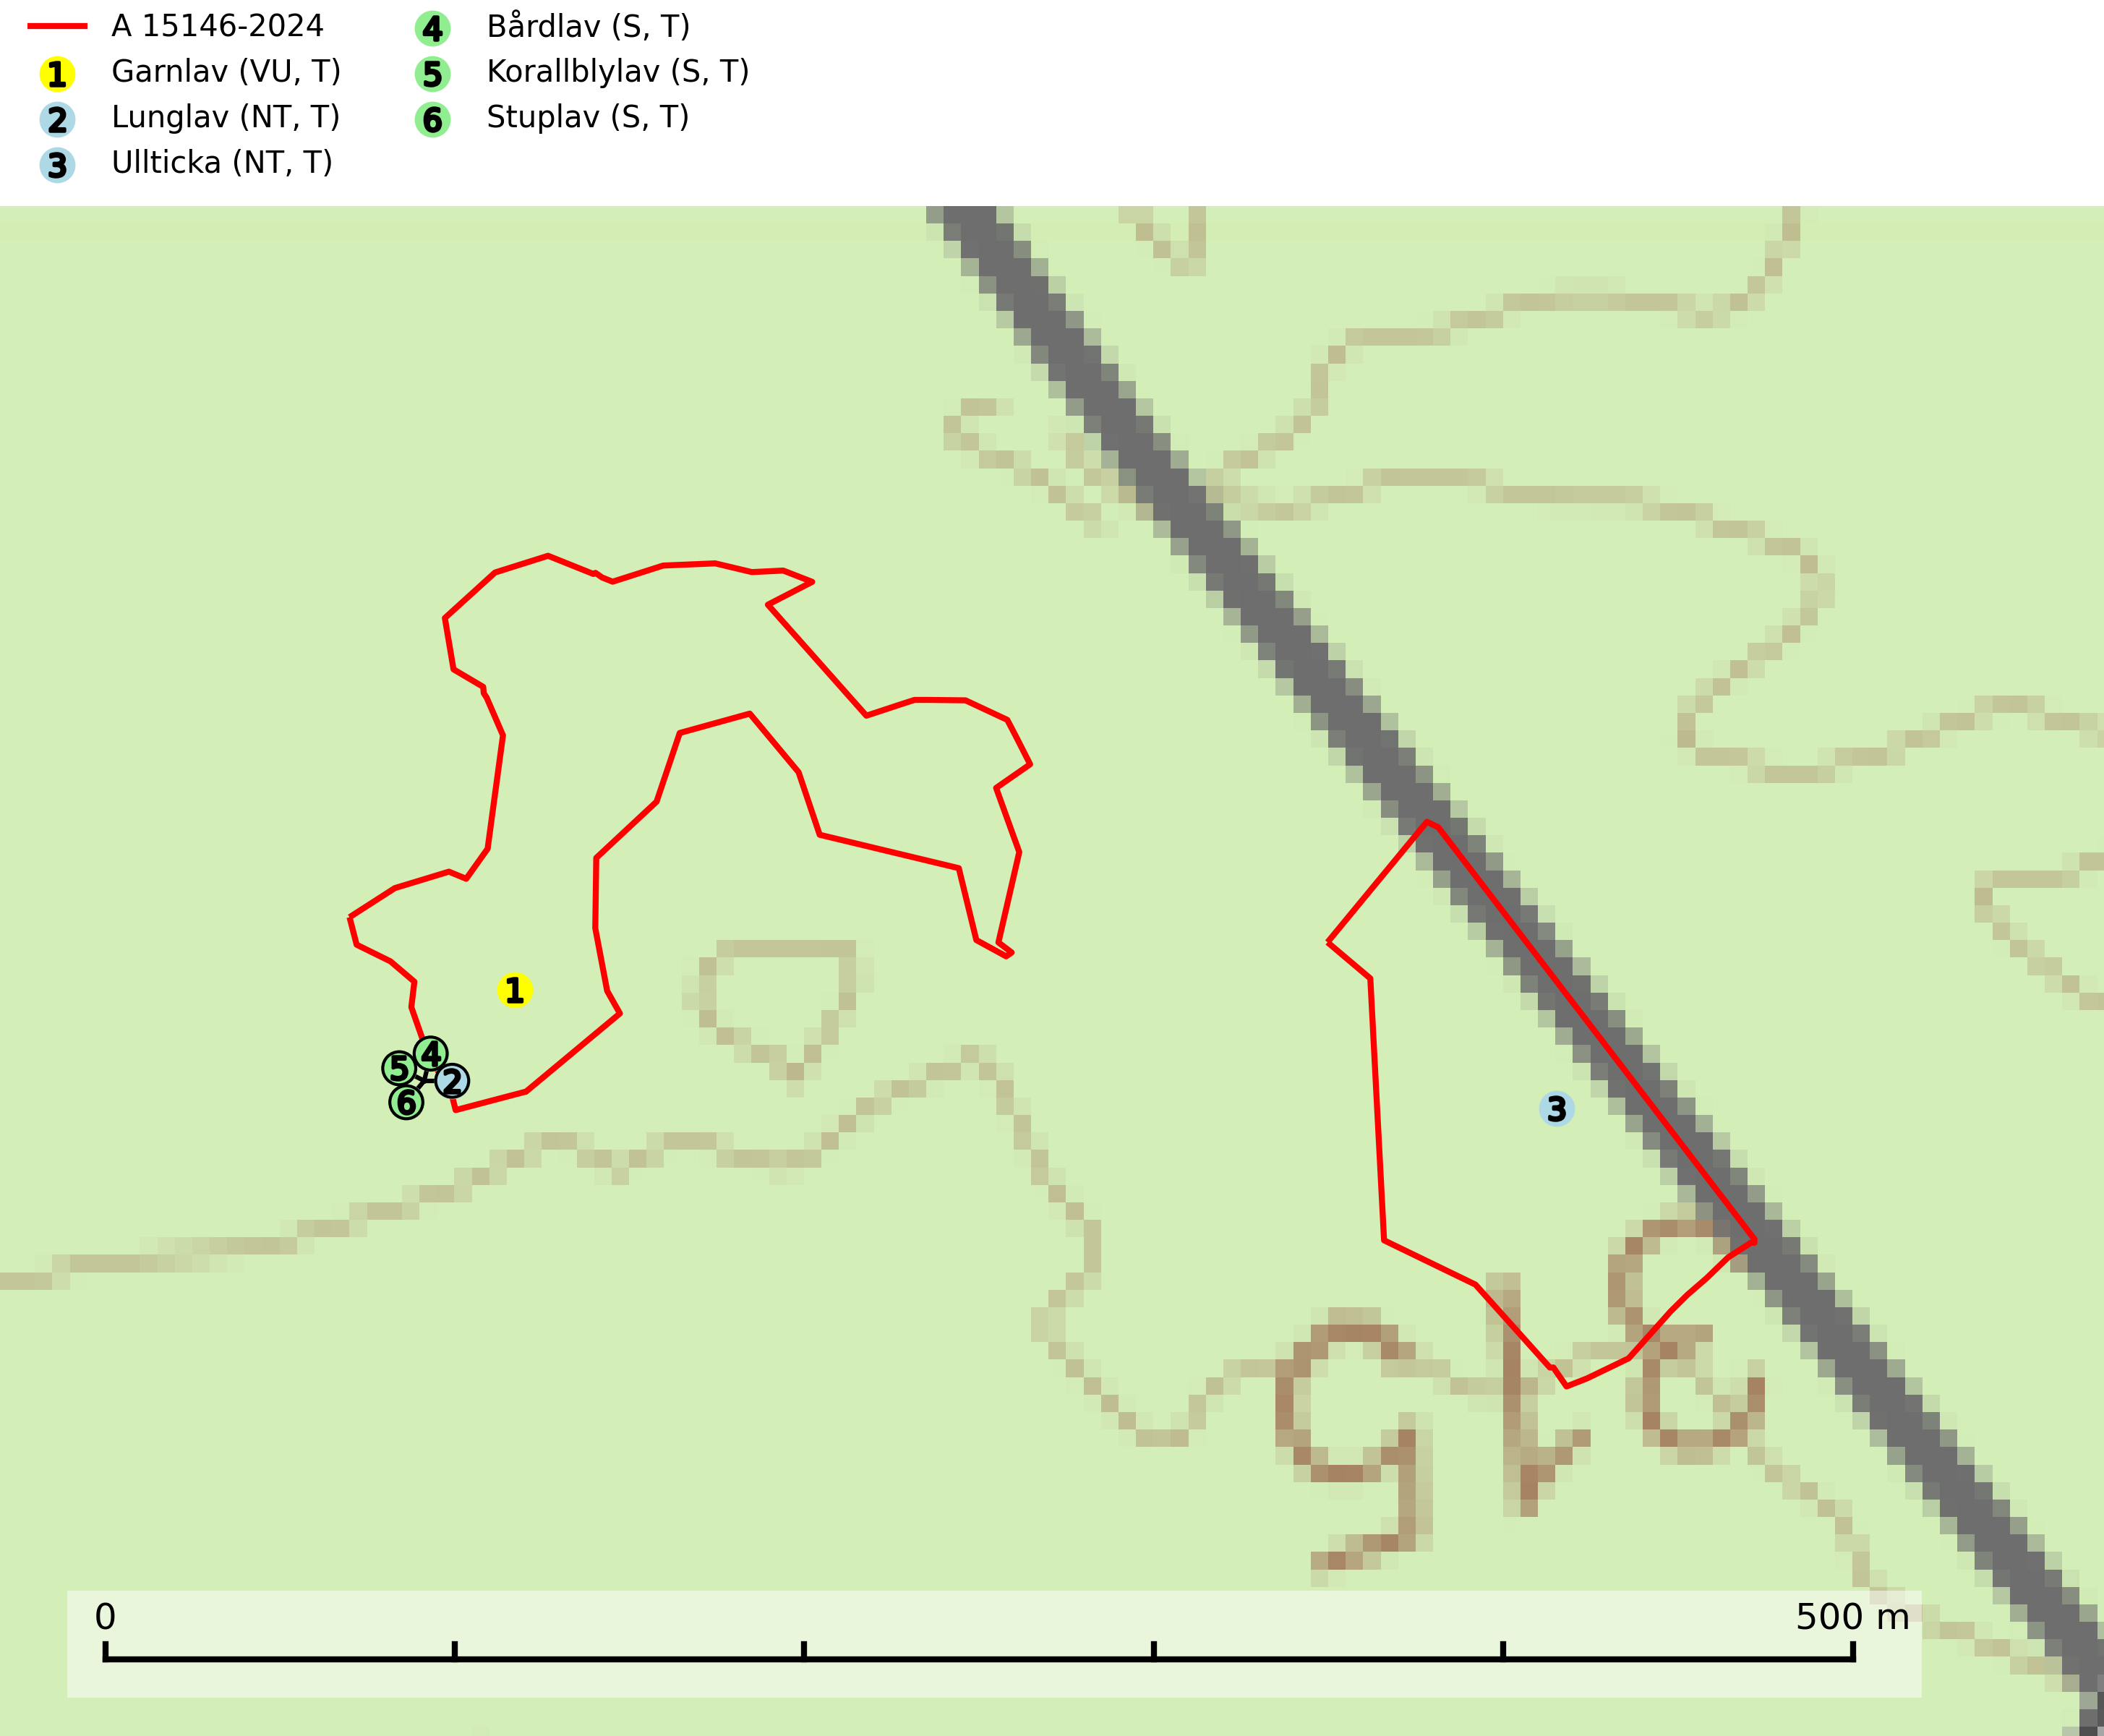 A 15146-2024
1 Garnlav (VU, T)
2 Lunglav (NT, T)
3 Ullticka (NT, T)
4 Bårdlav (S, T)
5 Korallblylav (S, T)
6 Stuplav (S, T)
1
4
5
2
6
3
0
500 m